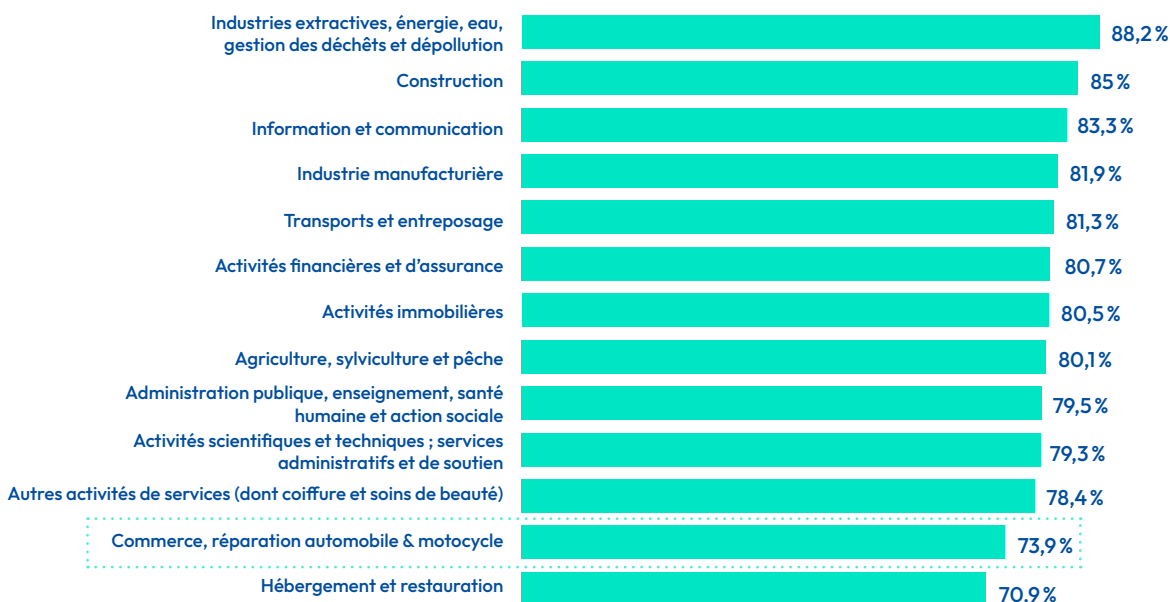 Industries extractives, énergie, eau,
gestion des déchêts et dépollution
88,2 %
Construction
85 %
Information et communication
83,3 %
Industrie manufacturière
81,9 %
Transports et entreposage
81,3 %
Activités financières et d’assurance
80,7 %
Activités immobilières
80,5 %
Agriculture, sylviculture et pêche
80,1 %
Administration publique, enseignement, santé
humaine et action sociale
79,5 %
Activités scientifiques et techniques ; services
administratifs et de soutien
79,3 %
Autres activités de services (dont coiffure et soins de beauté)
78,4 %
Commerce, réparation automobile & motocycle
73,9 %
Hébergement et restauration
70,9 %